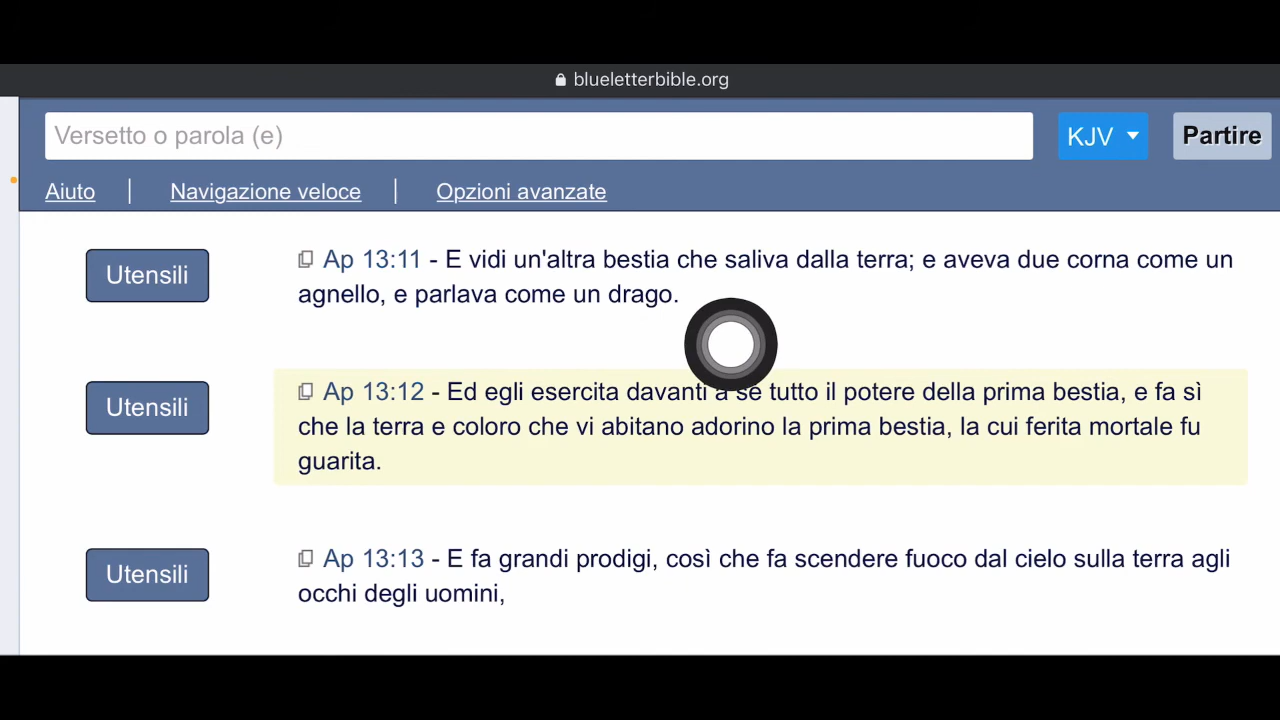 blueletterbible.org
Versetto o parola (e)
KJV
Partire
Aiuto | Navigazione veloce | Opzioni avanzate
Utensili
Ap 13:11 - E vidi un'altra bestia che saliva dalla terra; e aveva due corna come un
agnello, e parlava come un drago.
Utensili
Ap 13:12 - Ed egli esercita davanti a se tutto il potere della prima bestia, e fa sì
che la terra e coloro che vi abitano adorino la prima bestia, la cui ferita mortale fu
guarita.
Utensili
Ap 13:13 - E fa grandi prodigi, così che fa scendere fuoco dal cielo sulla terra agli
occhi degli uomini,